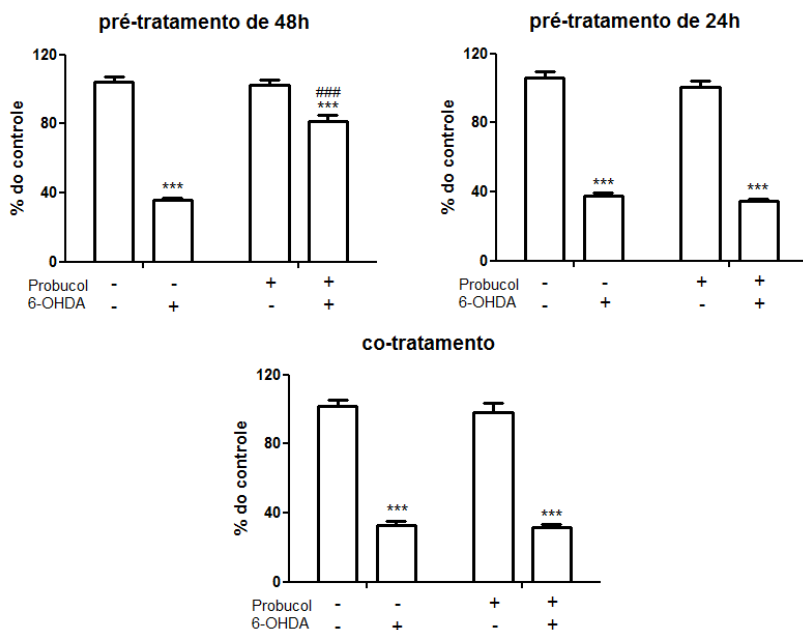 pré-tratamento de 48h
% do controle
120
80
40
0
***
###
***
Probucol - - + +
6-OHDA - + - +
pré-tratamento de 24h
% do controle
120
80
40
0
***
***
Probucol - - + +
6-OHDA - + - +
co-tratamento
% do controle
120
80
40
0
***
***
Probucol - - + +
6-OHDA - + - +